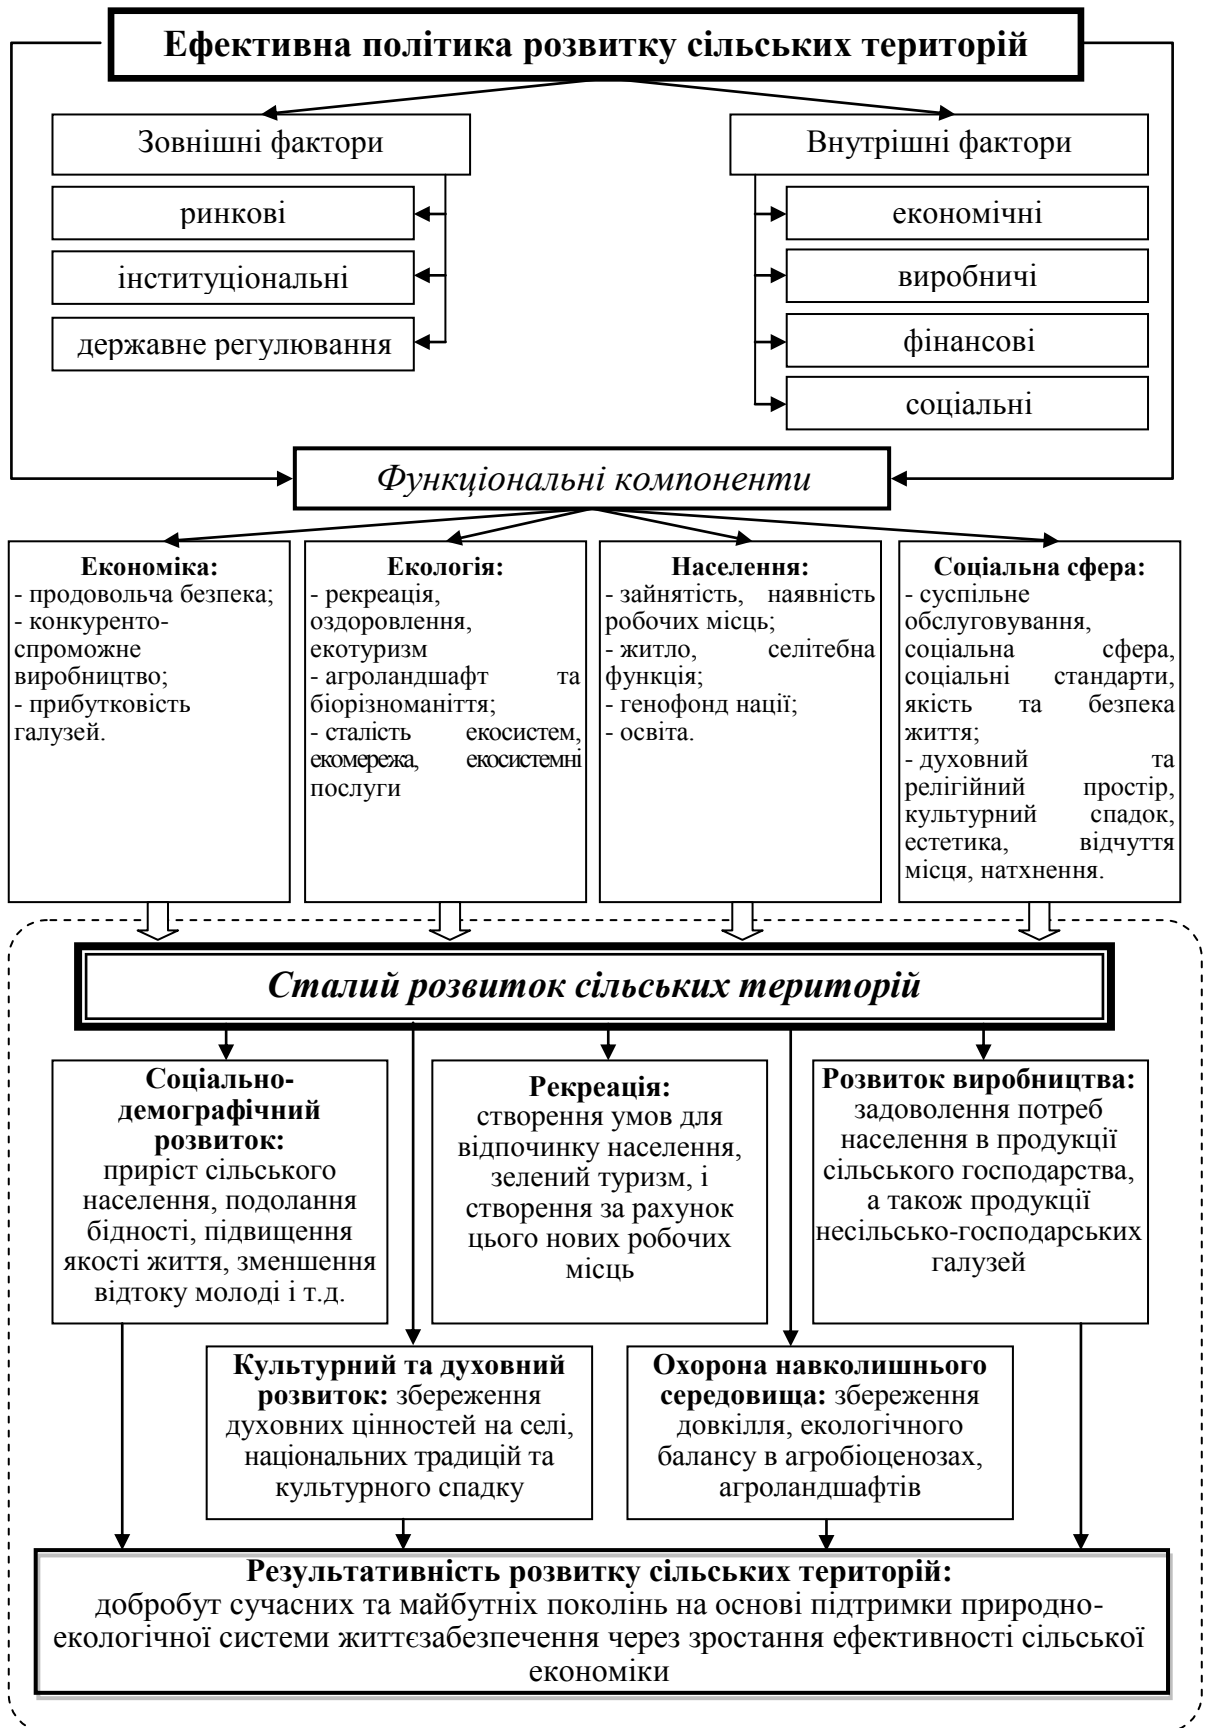 Ефективна політика розвитку сільських територій
Зовнішні фактори
ринкові
інституціональні
державне регулювання
Внутрішні фактори
економічні
виробничі
фінансові
соціальні
Функціональні компоненти
Економіка:
- продовольча безпека;
- конкуренто-
спроможне
виробництво;
- прибутковість
галузей.
Екологія:
- рекреація,
оздоровлення,
екотуризм
- агроландшафт та
біорізноманіття;
- сталість екосистем,
екомережа, екосистемні
послуги
Населення:
- зайнятість, наявність
робочих місць;
- житло, селітебна
функція;
- генофонд нації;
- освіта.
Соціальна сфера:
- суспільне
обслуговування,
соціальна сфера,
соціальні стандарти,
якість та безпека
життя;
- духовний та
релігійний простір,
культурний спадок,
естетика, відчуття
місця, натхнення.
Сталий розвиток сільських територій
Соціально-
демографічний
розвиток:
приріст сільського
населення, подолання
бідності, підвищення
якості життя, зменшення
відтоку молоді і т.д.
Рекреація:
створення умов для
відпочинку населення,
зелений туризм, і
створення за рахунок
цього нових робочих
місць
Розвиток виробництва:
задоволення потреб
населення в продукції
сільського господарства,
а також продукції
несільсько-господарських
галузей
Культурний та духовний
розвиток: збереження
духовних цінностей на селі,
національних традицій та
культурного спадку
Охорона навколишнього
середовища: збереження
довкілля, екологічного
балансу в агробіоценозах,
агроландшафтів
Результативність розвитку сільських територій:
добробут сучасних та майбутніх поколінь на основі підтримки природно-
екологічної системи життєзабезпечення через зростання ефективності сільської
економіки